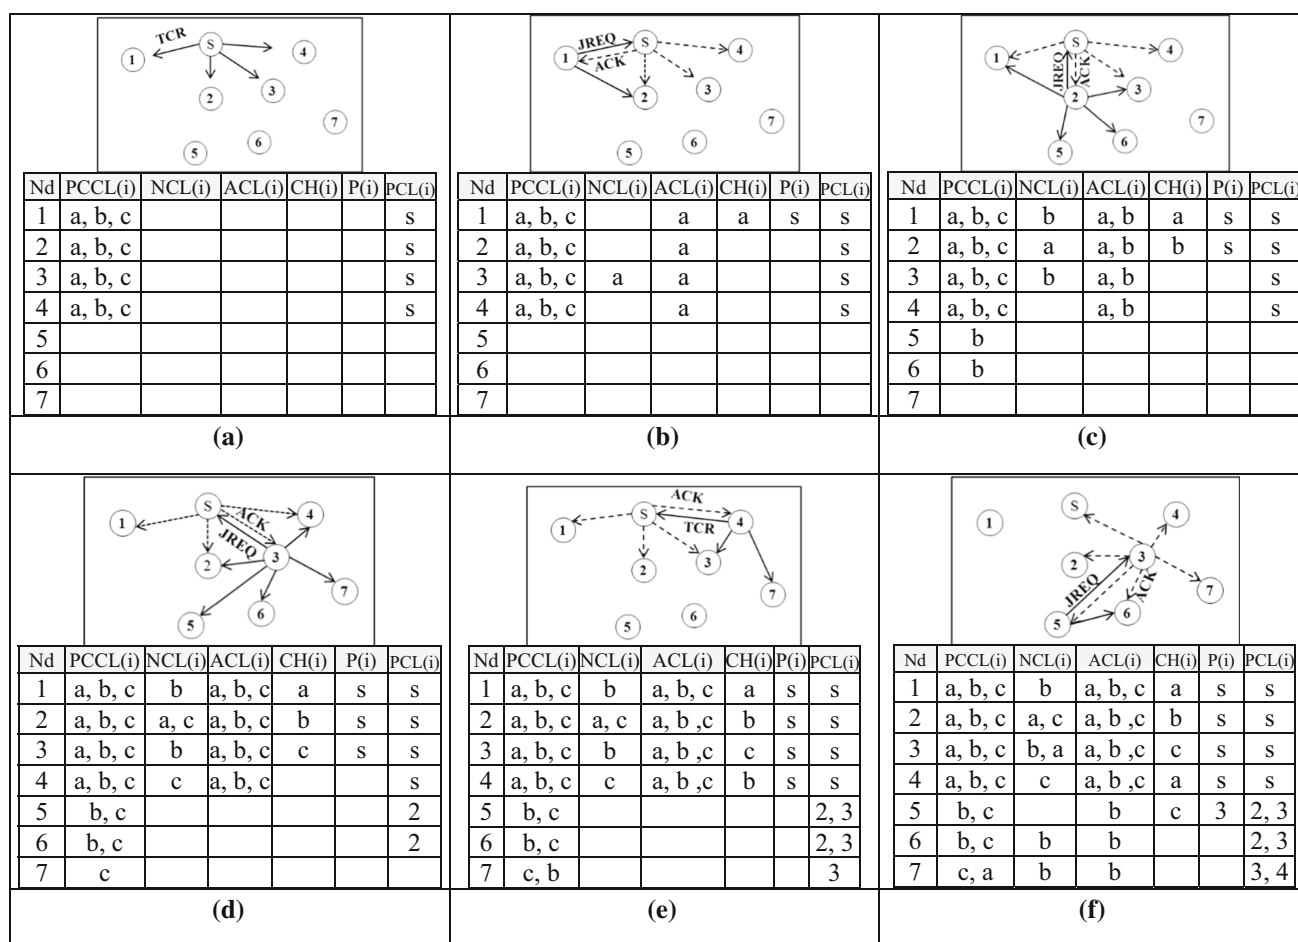 TCR
S
1
4
2
3
7
6
5
Nd PCCL(i) NCL(i) ACL(i) CH(i) P(i) PCL(i)
1 a, b, c s
2 a, b, c s
3 a, b, c s
4 a, b, c s
5
6
7
(a)
JREQ
S
4
1
ACK
2
3
7
6
5
Nd PCCL(i) NCL(i) ACL(i) CH(i) P(i) PCL(i)
1 a, b, c a a s s
2 a, b, c a s
3 a, b, c a a s
4 a, b, c a s
5
6
7
(b)
S
4
1
JREQ
ACK
2
3
7
6
5
Nd PCCL(i) NCL(i) ACL(i) CH(i) P(i) PCL(i)
1 a, b, c b a, b a s s
2 a, b, c a a, b b s s
3 a, b, c b a, b s
4 a, b, c a, b s
5 b
6 b
7
(c)
S
1
ACK
4
JREQ
2
3
7
6
5
Nd PCCL(i) NCL(i) ACL(i) CH(i) P(i) PCL(i)
1 a, b, c b a, b, c a s s
2 a, b, c a, c a, b, c b s s
3 a, b, c b a, b, c c s s
4 a, b, c c a, b, c s
5 b, c 2
6 b, c 2
7 c
(d)
ACK
S
4
TCR
1
2
3
7
6
5
Nd PCCL(i) NCL(i) ACL(i) CH(i) P(i) PCL(i)
1 a, b, c b a, b, c a s s
2 a, b, c a, c a, b ,c b s s
3 a, b, c b a, b ,c c s s
4 a, b, c c a, b ,c b s s
5 b, c 2, 3
6 b, c 2, 3
7 c, b 3
(e)
S
4
1
2
3
JREQ
ACK
7
6
5
Nd PCCL(i) NCL(i) ACL(i) CH(i) P(i) PCL(i)
1 a, b, c b a, b, c a s s
2 a, b, c a, c a, b ,c b s s
3 a, b, c b, a a, b ,c c s s
4 a, b, c c a, b ,c a s s
5 b, c b c 3 2, 3
6 b, c b b 2, 3
7 c, a b b 3, 4
(f)